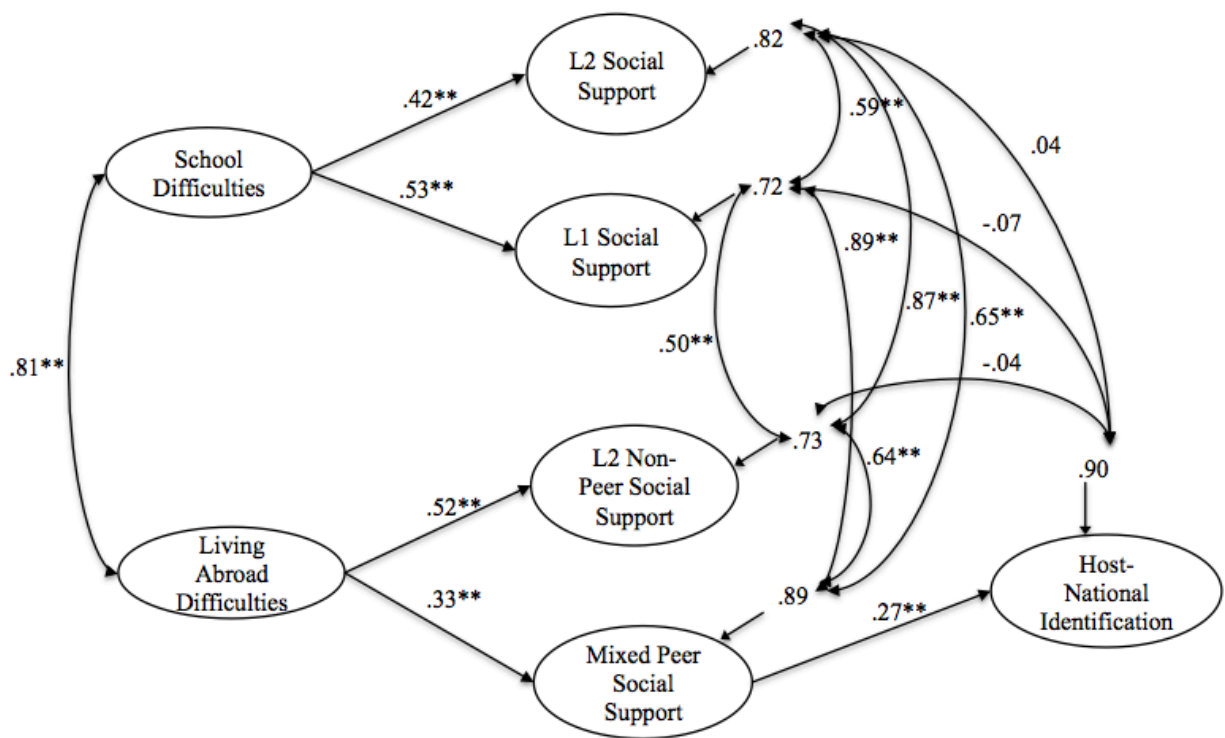 L2 Social
Support
.82
.42**
.59**
.04
School
Difficulties
.53**
.72
L1 Social
Support
-.07
.89**
.87**
.65**
.50**
.81**
-.04
.73
L2 Non-
Peer Social
Support
.64**
.90
.52**
Living
Abroad
Difficulties
.33**
.89
.27**
Host-
National
Identification
Mixed Peer
Social
Support